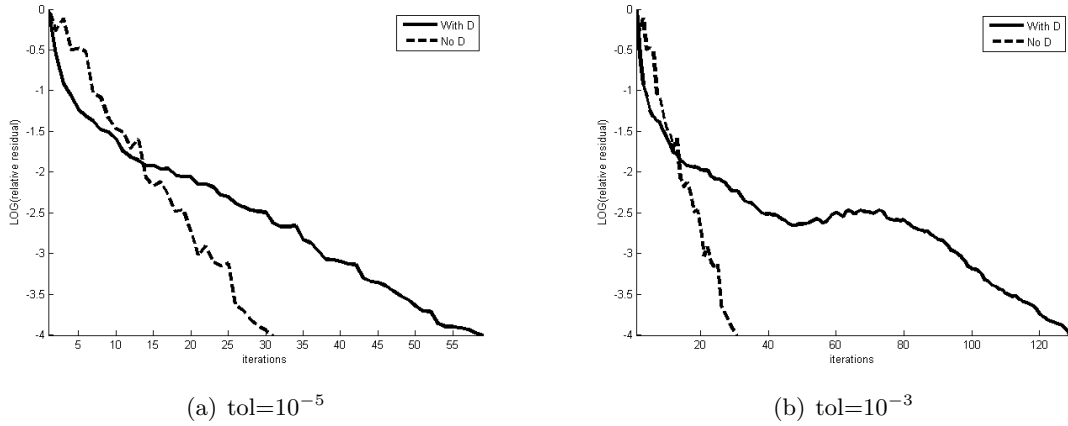 0
-0.5
-1
-1.5
-2
-2.5
-3
-3.5
-4
LOG(relative residual)
5 10 15 20 25 30 35 40 45 50 55
iterations
With D
No D
(a) tol=10⁻⁵
0
-0.5
-1
-1.5
-2
-2.5
-3
-3.5
-4
LOG(relative residual)
20 40 60 80 100 120
iterations
With D
No D
(b) tol=10⁻³